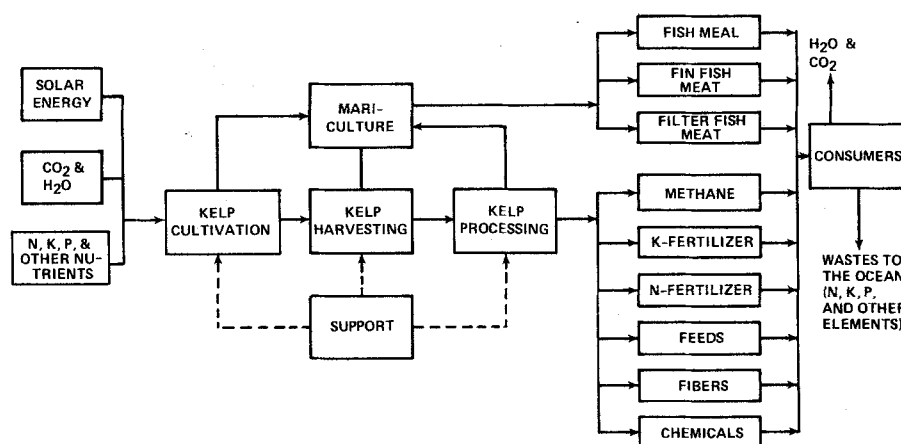 SOLAR
ENERGY
CO₂ &
H₂O
N, K, P, &
OTHER NU-
TRIENTS
KELP
CULTIVATION
MARI-
CULTURE
KELP
HARVESTING
KELP
PROCESSING
SUPPORT
FISH MEAL
FIN FISH
MEAT
FILTER FISH
MEAT
METHANE
K-FERTILIZER
N-FERTILIZER
FEEDS
FIBERS
CHEMICALS
H₂O &
CO₂
CONSUMERS
WASTES TO
THE OCEAN
(N, K, P,
AND OTHER
ELEMENTS)